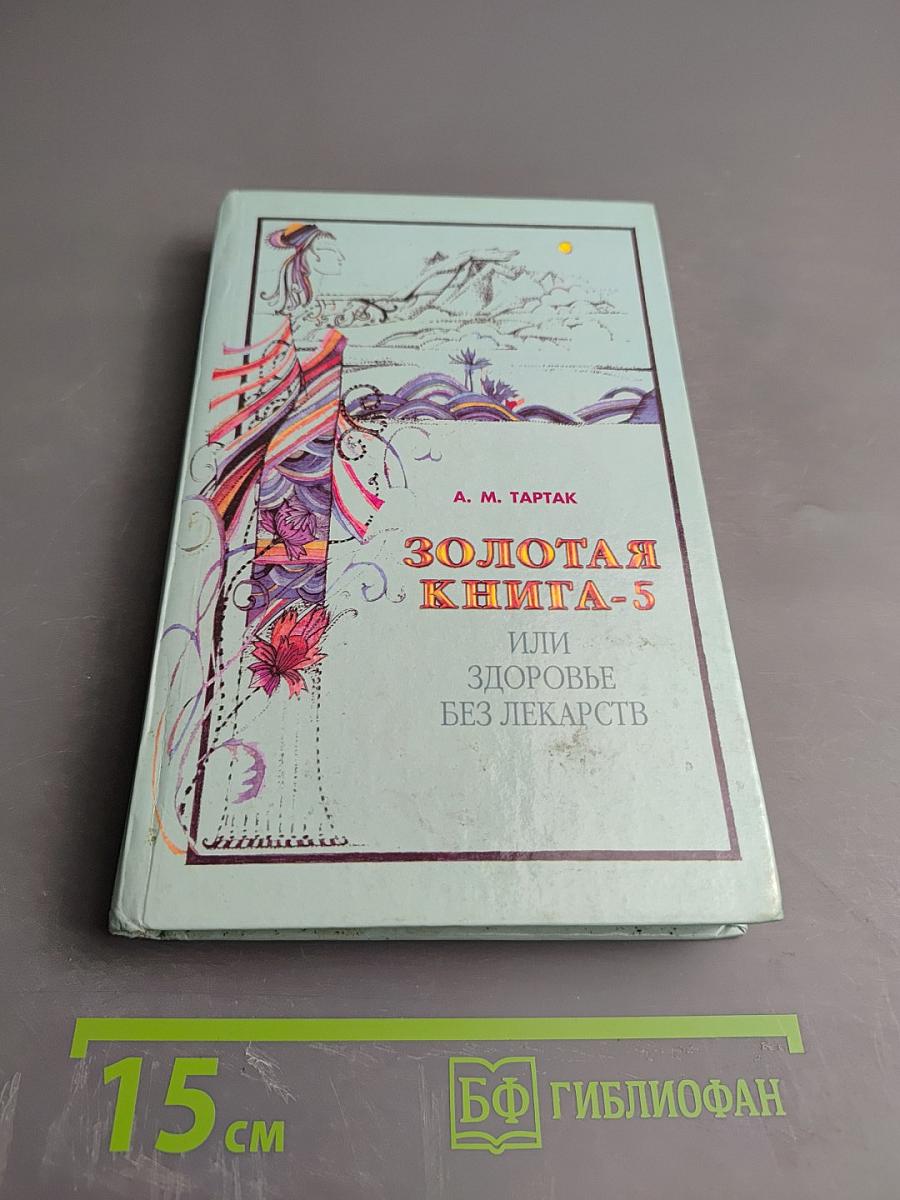 А. М. ТАРТАК
ЗОЛОТАЯ
КНИГА-5
ИЛИ
ЗДОРОВЬЕ
БЕЗ ЛЕКАРСТВ
15 СМ
БФ ГИБЛИОФАН